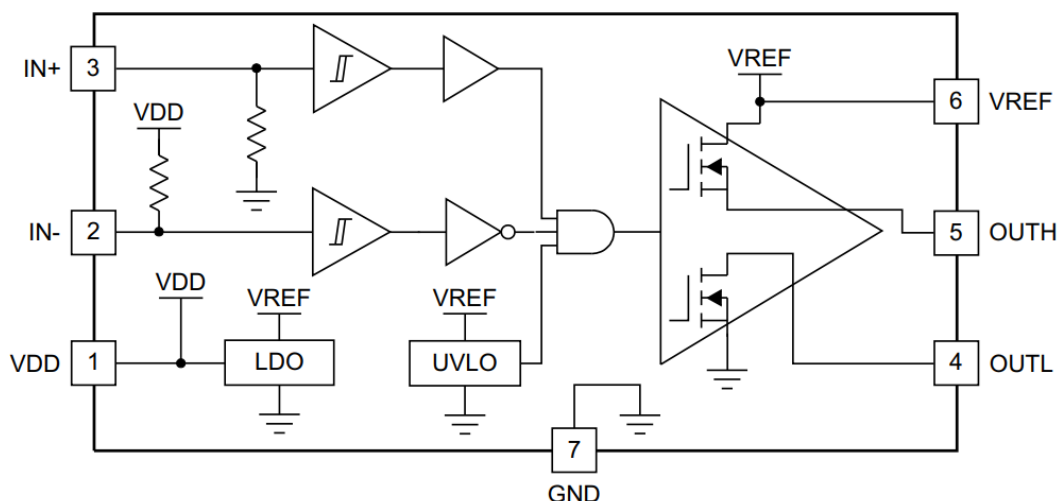 VREF
IN+ 3
6 VREF
VDD
IN- 2
5 OUTH
VDD
VREF
VREF
VDD 1
LDO
UVLO
4 OUTL
7
GND